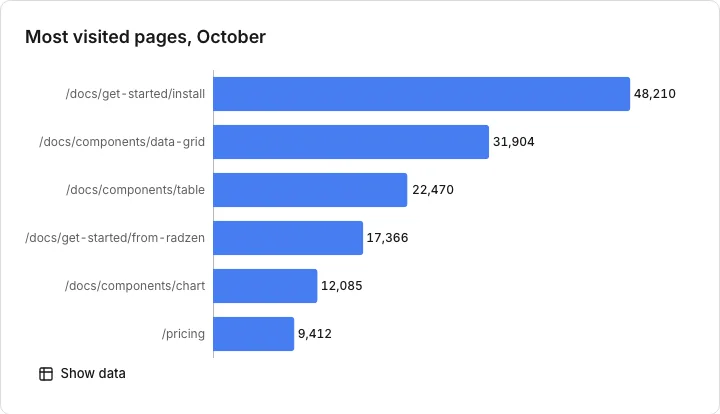 Most visited pages, October
/docs/get-started/install 48,210
/docs/components/data-grid 31,904
/docs/components/table 22,470
/docs/get-started/from-radzen 17,366
/docs/components/chart 12,085
/pricing 9,412
Show data